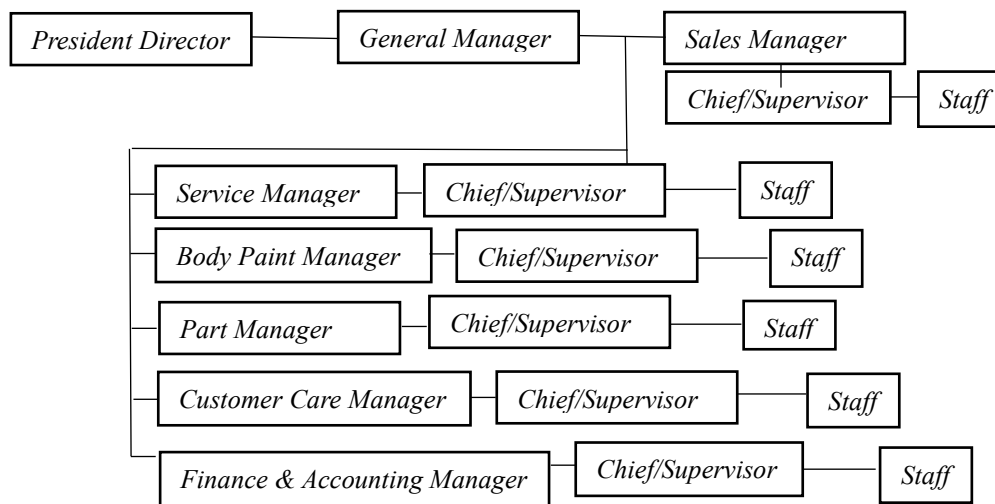 President Director
General Manager
Sales Manager
Chief/Supervisor
Staff
Service Manager
Chief/Supervisor
Staff
Body Paint Manager
Chief/Supervisor
Staff
Part Manager
Chief/Supervisor
Staff
Customer Care Manager
Chief/Supervisor
Staff
Finance & Accounting Manager
Chief/Supervisor
Staff